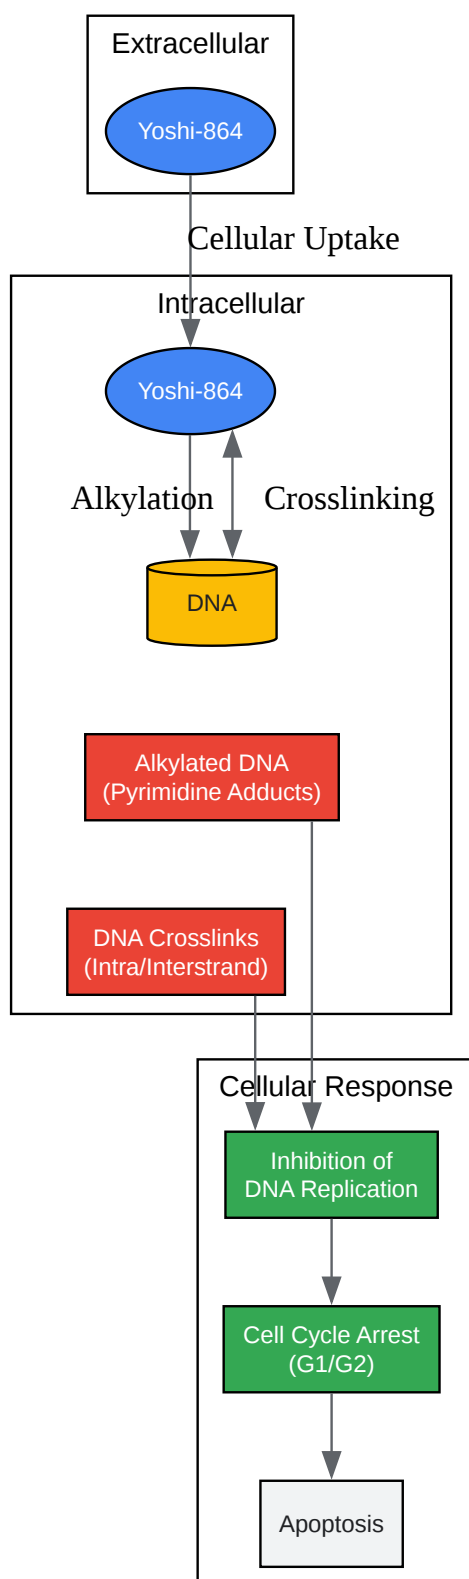 Extracellular
Yoshi-864
Cellular Uptake
Intracellular
Yoshi-864
Alkylation
Crosslinking
DNA
Alkylated DNA
(Pyrimidine Adducts)
DNA Crosslinks
(Intra/Interstrand)
Cellular Response
Inhibition of
DNA Replication
Cell Cycle Arrest
(G1/G2)
Apoptosis